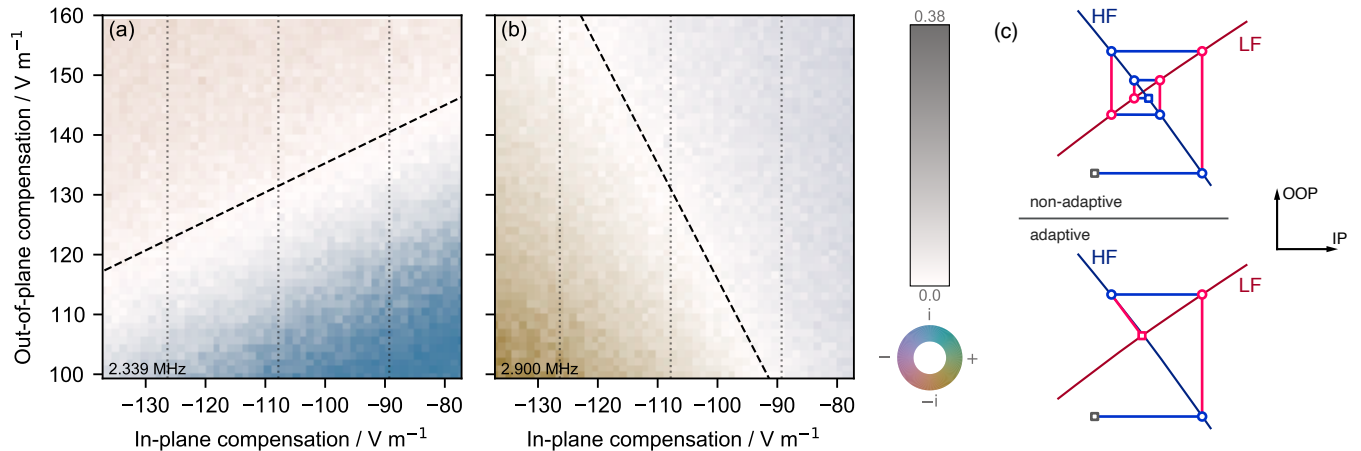 Out-of-plane compensation / V m⁻¹
160
150
140
130
120
110
100
(a)
2.339 MHz
−130
−120
−110
−100
−90
−80
In-plane compensation / V m⁻¹
(b)
2.900 MHz
−130
−120
−110
−100
−90
−80
In-plane compensation / V m⁻¹
0.38
0.0
i
−
+
−i
(c)
HF
LF
non-adaptive
adaptive
OOP
IP
HF
LF